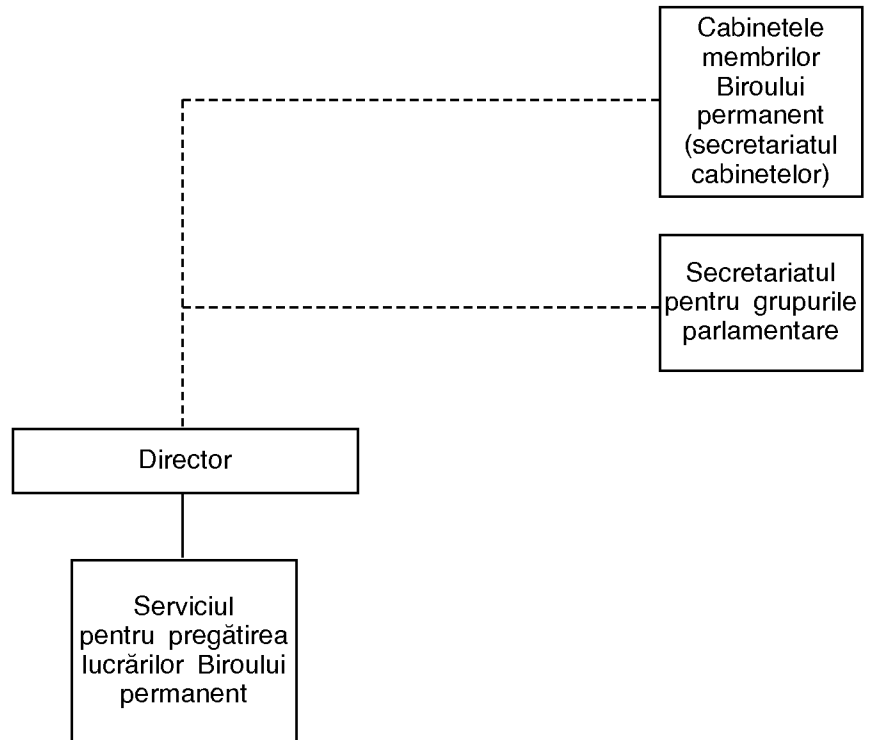 Cabinetele
membrilor
Biroului
permanent
(secretariatul
cabinetelor)
Secretariatul
pentru grupurile
parlamentare
Director
Serviciul
pentru pregătirea
lucrărilor Biroului
permanent